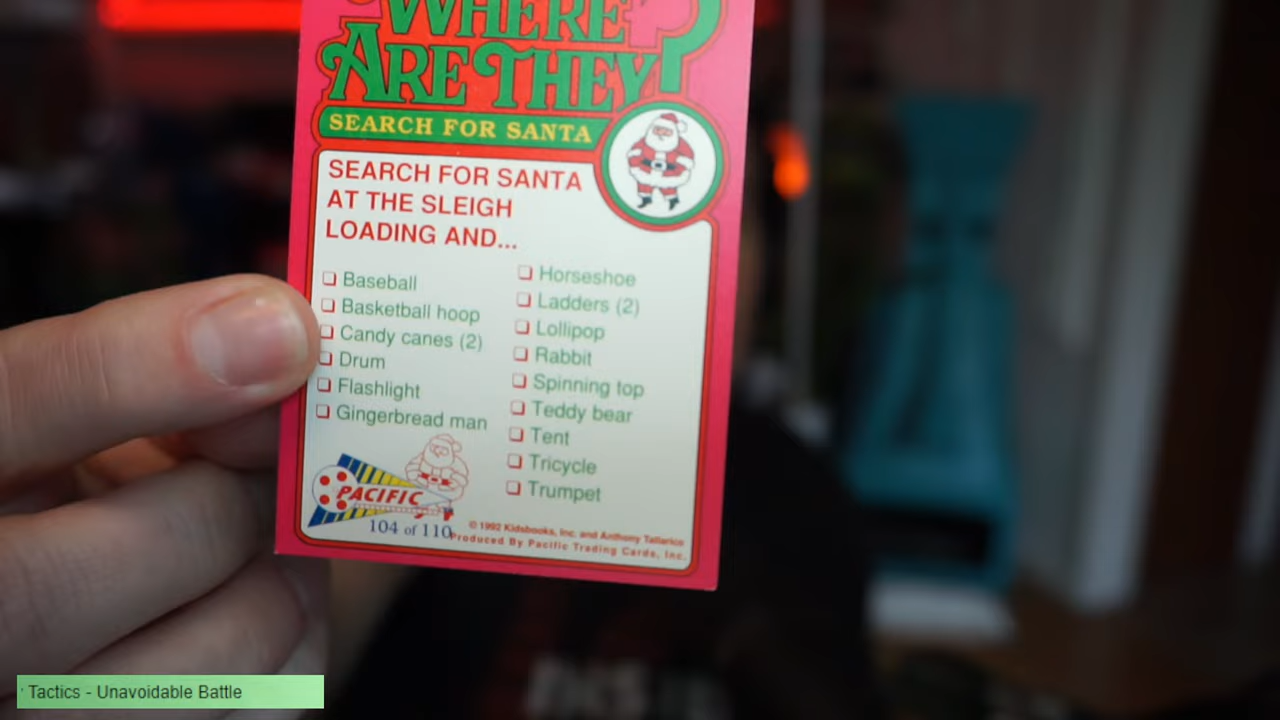 WHERE
ARE THEY?
SEARCH FOR SANTA
SEARCH FOR SANTA
AT THE SLEIGH
LOADING AND...
Baseball
Basketball hoop
Candy canes (2)
Drum
Flashlight
Gingerbread man
Horseshoe
Ladders (2)
Lollipop
Rabbit
Spinning top
Teddy bear
Tent
Tricycle
Trumpet
PACIFIC
104 of 110
© 1992 Kidsbooks, Inc. and Anthony Tallarico
Produced By Pacific Trading Cards, Inc.
Tactics - Unavoidable Battle